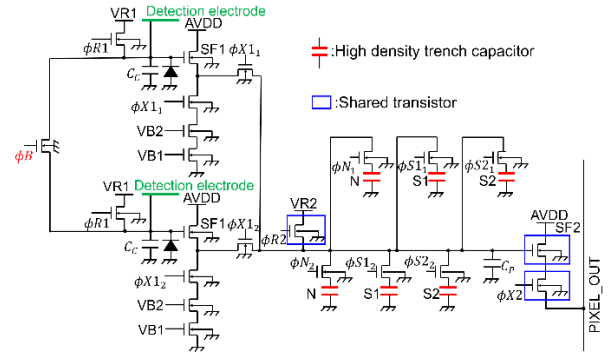 VR1
Detection electrode
AVDD
ϕR1
C_C
SF1
ϕX1₁
ϕX1₁
VB2
VB1
:High density trench capacitor
:Shared transistor
ϕB
ϕN₁
N
ϕS1₁
S1
ϕS2₁
S2
VR1
Detection electrode
AVDD
ϕR1
C_C
SF1
ϕX1₂
VR2
ϕR2
AVDD
SF2
ϕX1₂
VB2
VB1
ϕN₂
N
ϕS1₂
S1
ϕS2₂
S2
C_P
ϕX2
PIXEL_OUT